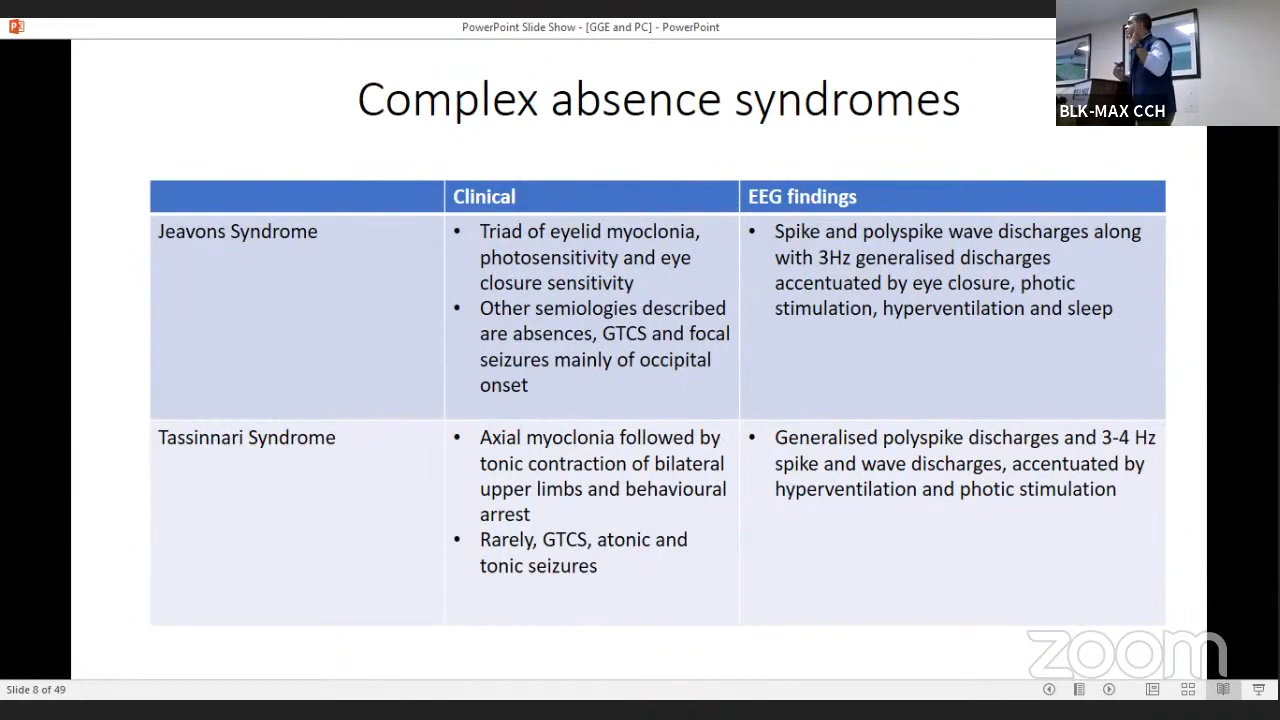 PowerPoint Slide Show - [GGE and PC] - PowerPoint
BLK-MAX CCH
Complex absence syndromes
Clinical
EEG findings
Jeavons Syndrome
• Triad of eyelid myoclonia,
photosensitivity and eye
closure sensitivity
• Other semiologies described
are absences, GTCS and focal
seizures mainly of occipital
onset
• Spike and polyspike wave discharges along
with 3Hz generalised discharges
accentuated by eye closure, photic
stimulation, hyperventilation and sleep
Tassinnari Syndrome
• Axial myoclonia followed by
tonic contraction of bilateral
upper limbs and behavioural
arrest
• Rarely, GTCS, atonic and
tonic seizures
• Generalised polyspike discharges and 3-4 Hz
spike and wave discharges, accentuated by
hyperventilation and photic stimulation
zoom
Slide 8 of 49